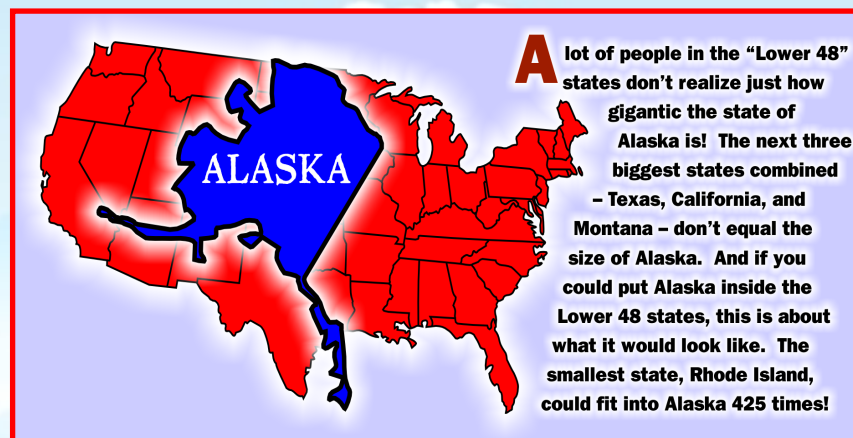 ALASKA
A lot of people in the “Lower 48”
states don’t realize just how
gigantic the state of
Alaska is!  The next three
biggest states combined
– Texas, California, and
Montana – don’t equal the
size of Alaska.  And if you
could put Alaska inside the
Lower 48 states, this is about
what it would look like.  The
smallest state, Rhode Island,
could fit into Alaska 425 times!